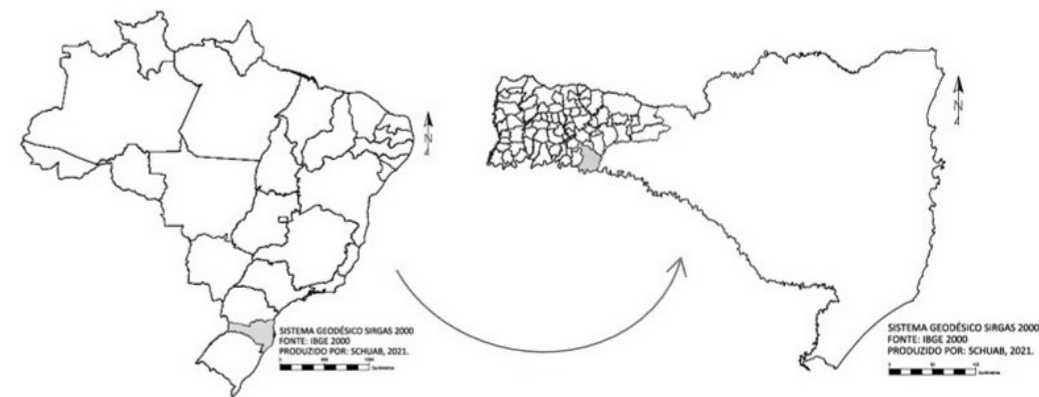 N
N
SISTEMA GEODÉSICO SIRGAS 2000
FONTE: IBGE 2000
PRODUZIDO POR: SCHUAB, 2021.
SISTEMA GEODÉSICO SIRGAS 2000
FONTE: IBGE 2000
PRODUZIDO POR: SCHUAB, 2021.